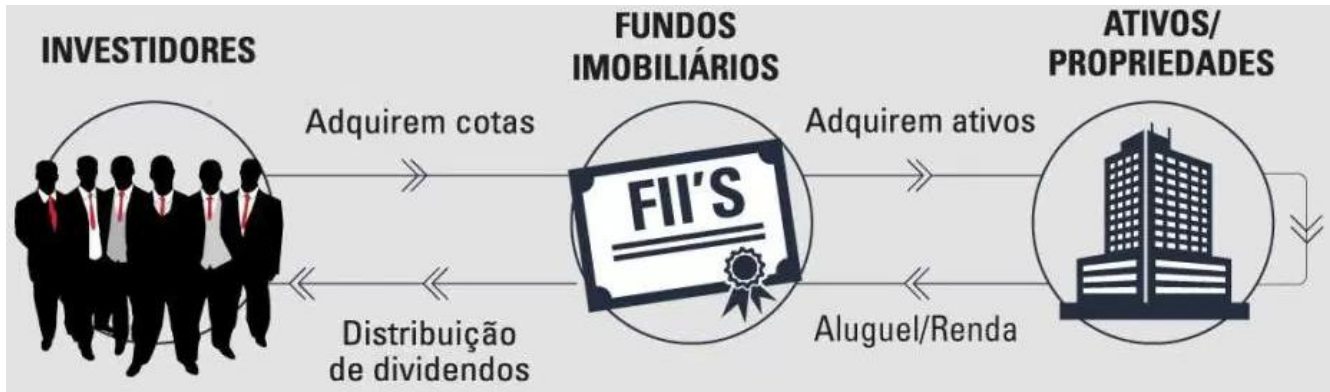 INVESTIDORES
FUNDOS
IMOBILIÁRIOS
ATIVOS/
PROPRIEDADES
Adquirem cotas
Adquirem ativos
FII'S
Distribuição
de dividendos
Aluguel/Renda